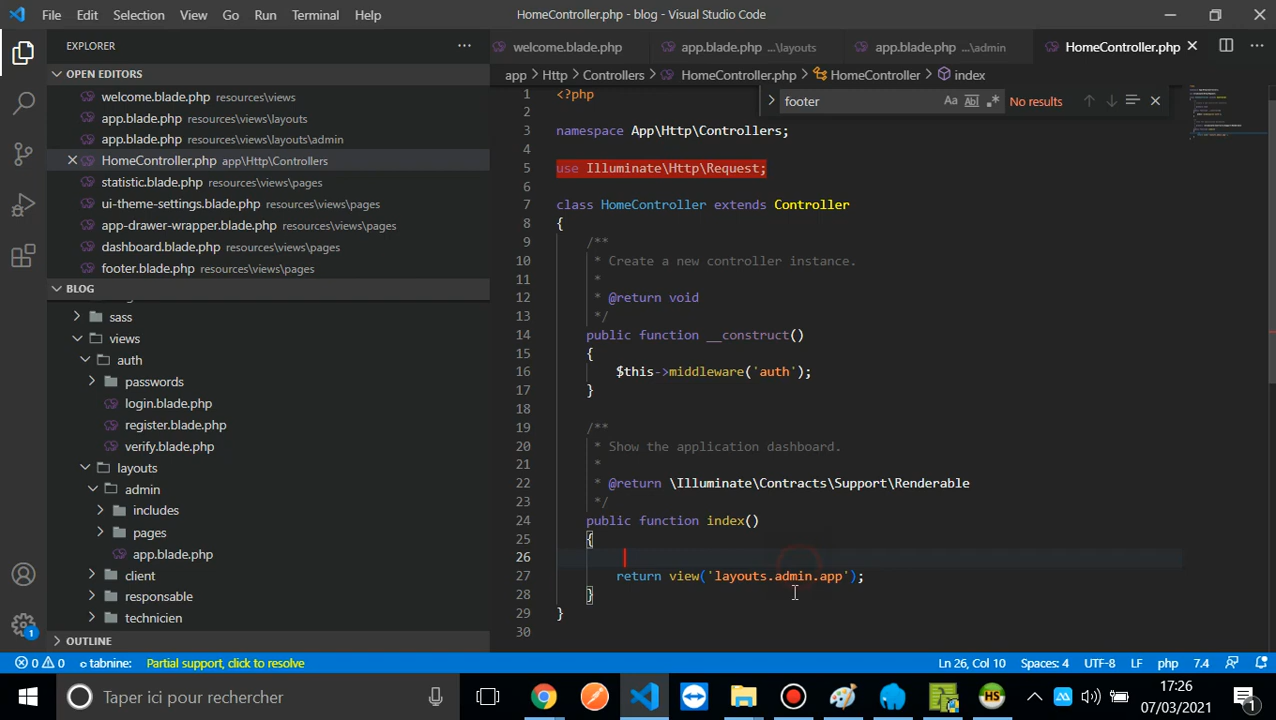 File Edit Selection View Go Run Terminal Help HomeController.php - blog - Visual Studio Code
EXPLORER
welcome.blade.php app.blade.php ...\layouts app.blade.php ...\admin HomeController.php
OPEN EDITORS
app > Http > Controllers > HomeController.php > HomeController > index
welcome.blade.php resources\views
app.blade.php resources\views\layouts
app.blade.php resources\views\layouts\admin
HomeController.php app\Http\Controllers
statistic.blade.php resources\views\pages
ui-theme-settings.blade.php resources\views\pages
app-drawer-wrapper.blade.php resources\views\pages
dashboard.blade.php resources\views\pages
footer.blade.php resources\views\pages
BLOG
sass
views
auth
passwords
login.blade.php
register.blade.php
verify.blade.php
layouts
admin
includes
pages
app.blade.php
client
responsable
technicien
OUTLINE
footer Aa Ab No results
1 <?php
2
3 namespace App\Http\Controllers;
4
5 use Illuminate\Http\Request;
6
7 class HomeController extends Controller
8 {
9 /**
10 * Create a new controller instance.
11 *
12 * @return void
13 */
14 public function __construct()
15 {
16 $this->middleware('auth');
17 }
18
19 /**
20 * Show the application dashboard.
21 *
22 * @return \Illuminate\Contracts\Support\Renderable
23 */
24 public function index()
25 {
26
27 return view('layouts.admin.app');
28 }
29 }
30
1
0 0 tabnine: Partial support, click to resolve Ln 26, Col 10 Spaces: 4 UTF-8 LF php 7.4
Taper ici pour rechercher
HS
17:26
07/03/2021
1